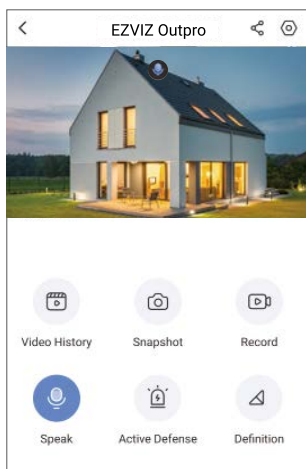 EZVIZ Outpro
Video History Snapshot Record
Speak Active Defense Definition